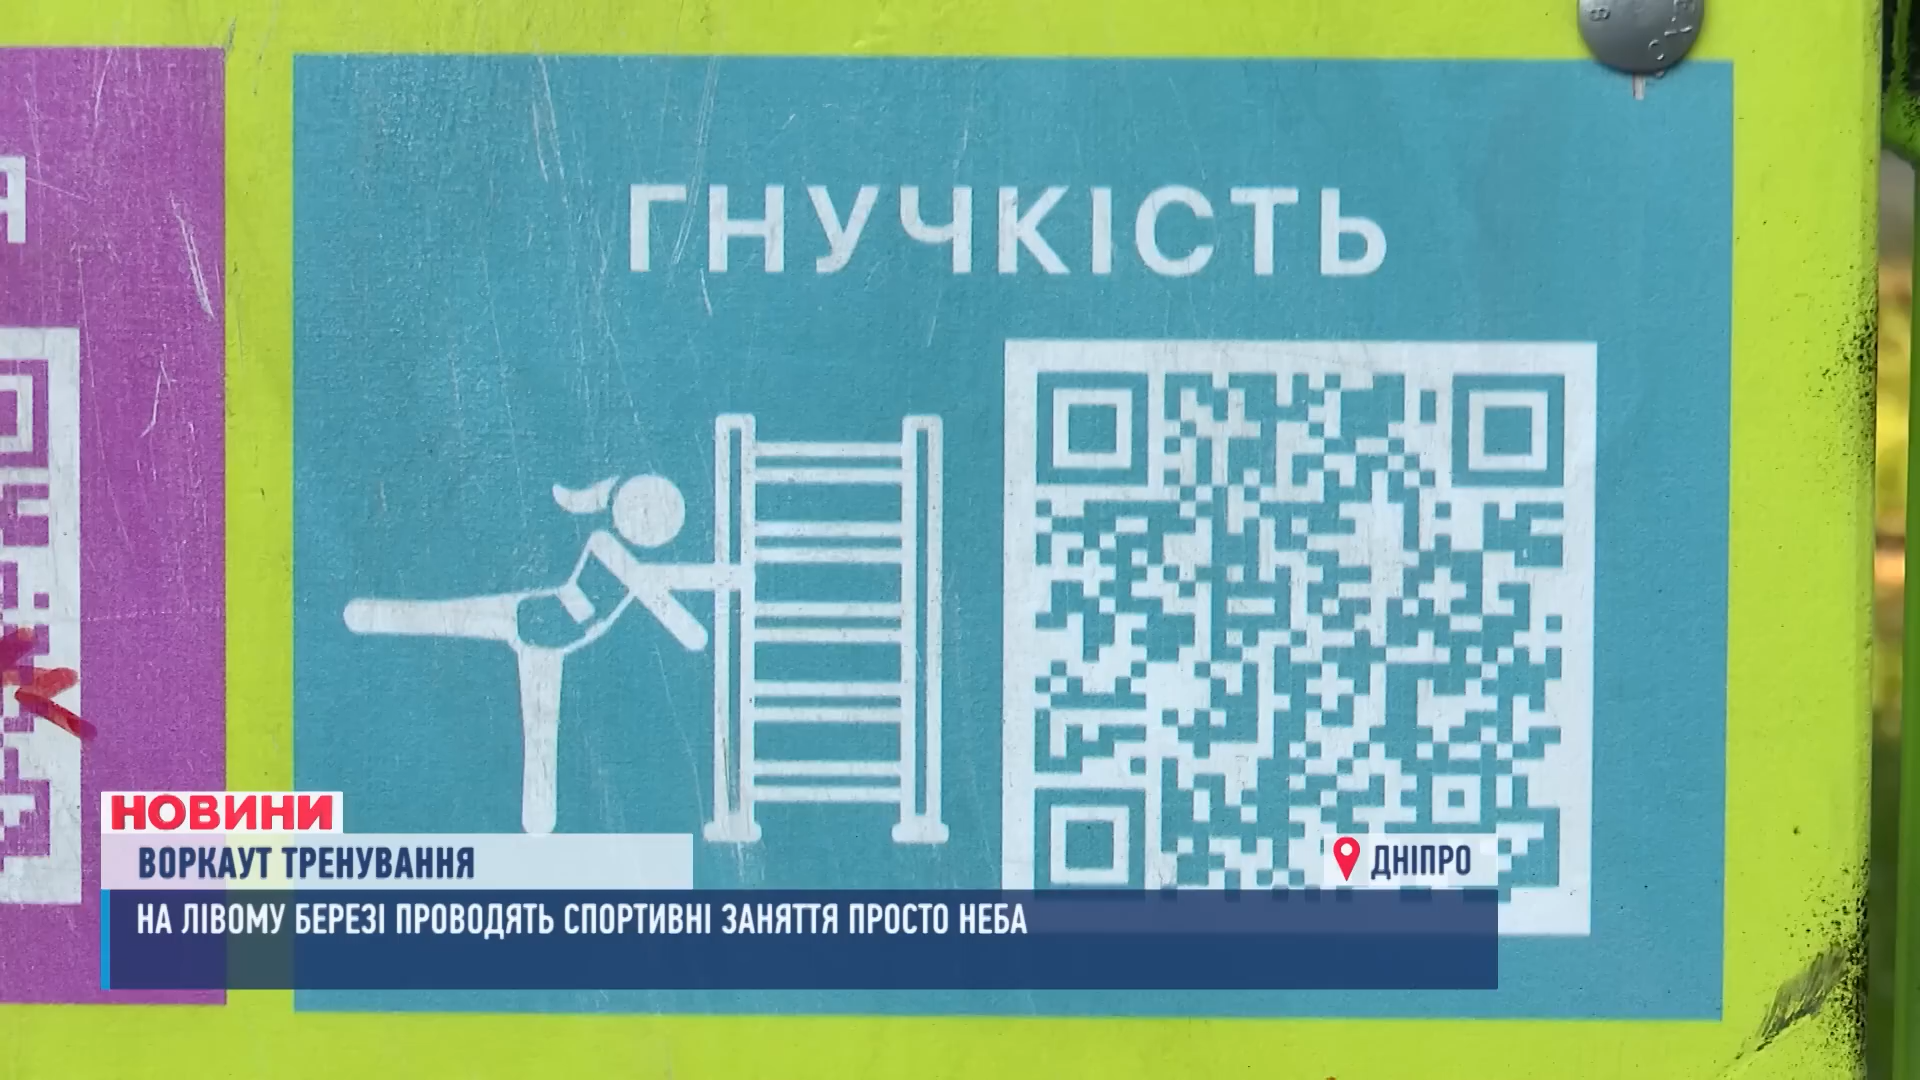 ГНУЧКІСТЬ
НОВИНИ
ВОРКАУТ ТРЕНУВАННЯ
ДНІПРО
НА ЛІВОМУ БЕРЕЗІ ПРОВОДЯТЬ СПОРТИВНІ ЗАНЯТТЯ ПРОСТО НЕБА